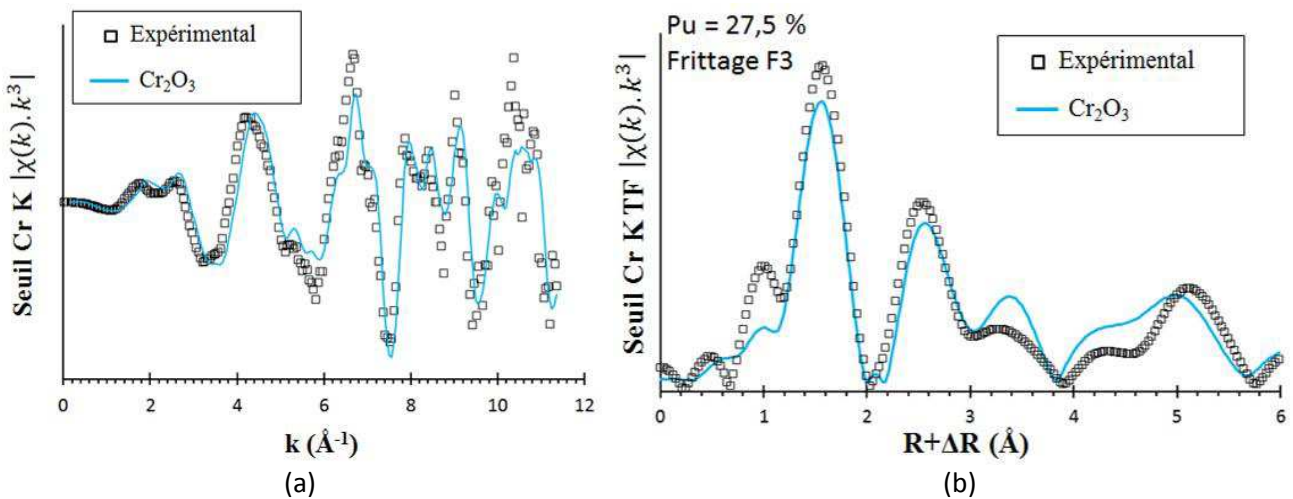 Seuil Cr K |χ(k).k³|
Expérimental
Cr₂O₃
0 2 4 6 8 10 12
k (Å⁻¹)
(a)
Pu = 27,5 %
Frittage F3
Seuil Cr K TF |χ(k).k³|
Expérimental
Cr₂O₃
0 1 2 3 4 5 6
R+ΔR (Å)
(b)